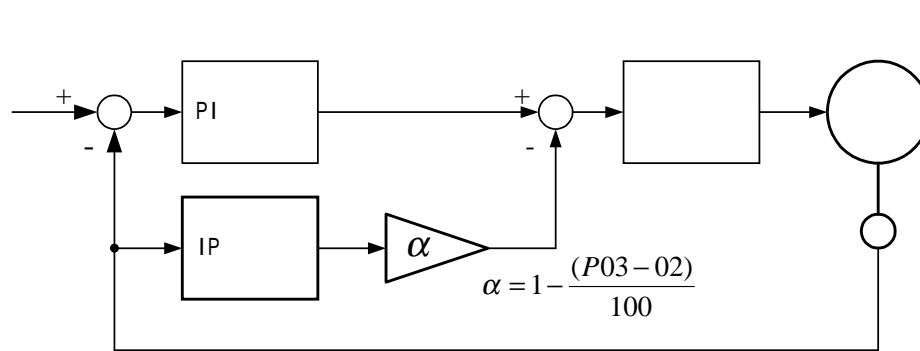 +
PI
+
-
-
IP
α
α = 1 − (P03 − 02) / 100